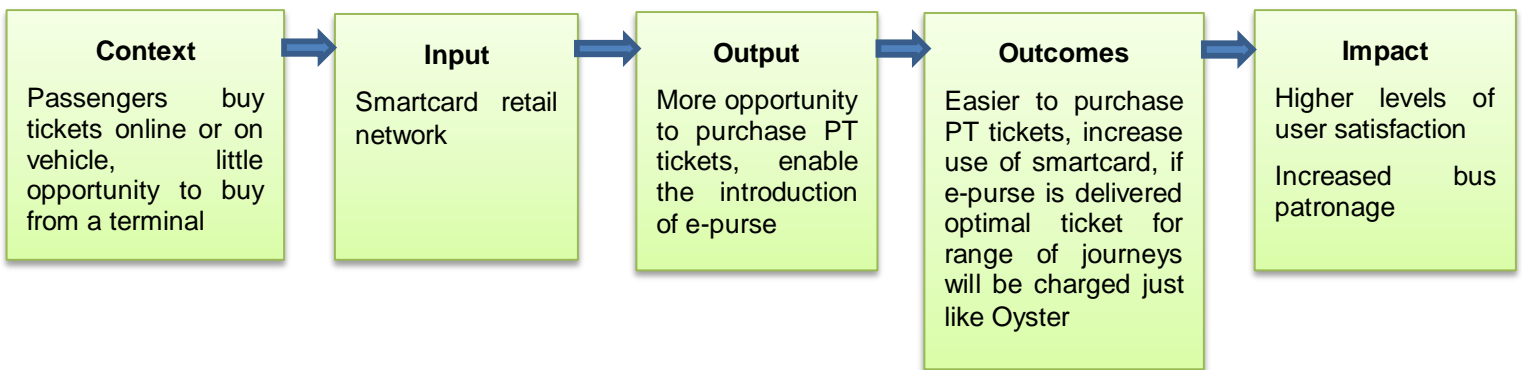 Context
Passengers buy
tickets online or on
vehicle, little
opportunity to buy
from a terminal
Input
Smartcard retail
network
Output
More opportunity
to purchase PT
tickets, enable
the introduction
of e-purse
Outcomes
Easier to purchase
PT tickets, increase
use of smartcard, if
e-purse is delivered
optimal ticket for
range of journeys
will be charged just
like Oyster
Impact
Higher levels of
user satisfaction
Increased bus
patronage